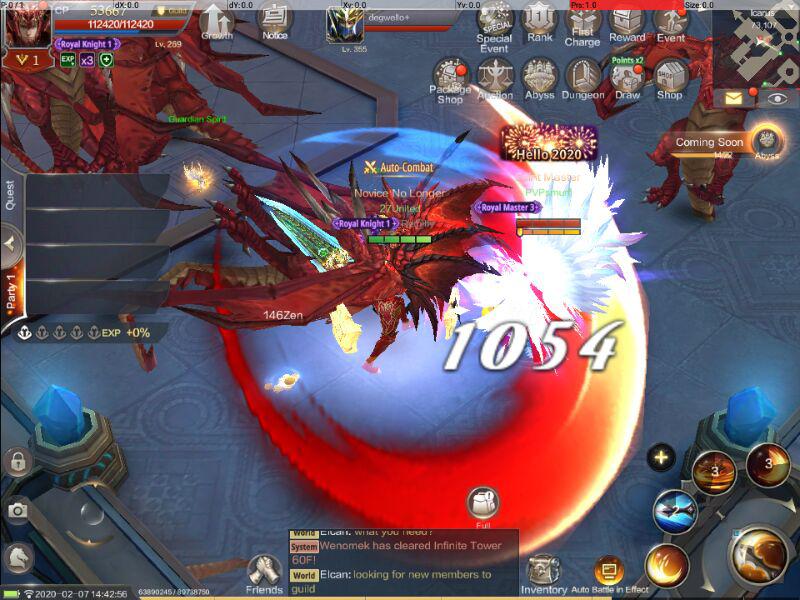 P: 0 / 1
dX: 0.0
dY: 0.0
Xv: 0.0
Yv: 0.0
Prs: 1.0
Size: 0.0
CP 53667
Guild
112420/112420
Royal Knight 1
Lv. 269
V 1
EXP x3
Growth
Notice
degwello+
Lv. 355
SPECIAL
Special Event
Rank
First Charge
Reward
Event
Icarus
Package Shop
Auction
Abyss
Dungeon
Points x2
Draw
Shop
Coming Soon
Abyss
Guardian Spirit
Hello 2020
Auto-Combat
Novice No Longer
27United
Royal Knight 1
Royal Master 3
Quest
Party 1
146Zen
EXP +0%
1054
Full
World Elcan: what you need?
System Wenomek has cleared Infinite Tower
60F!
World Elcan: looking for new members to
guild
3
3
Friends
Inventory
Auto Battle in Effect
2020-02-07 14:42:56
63890245 / 89738750